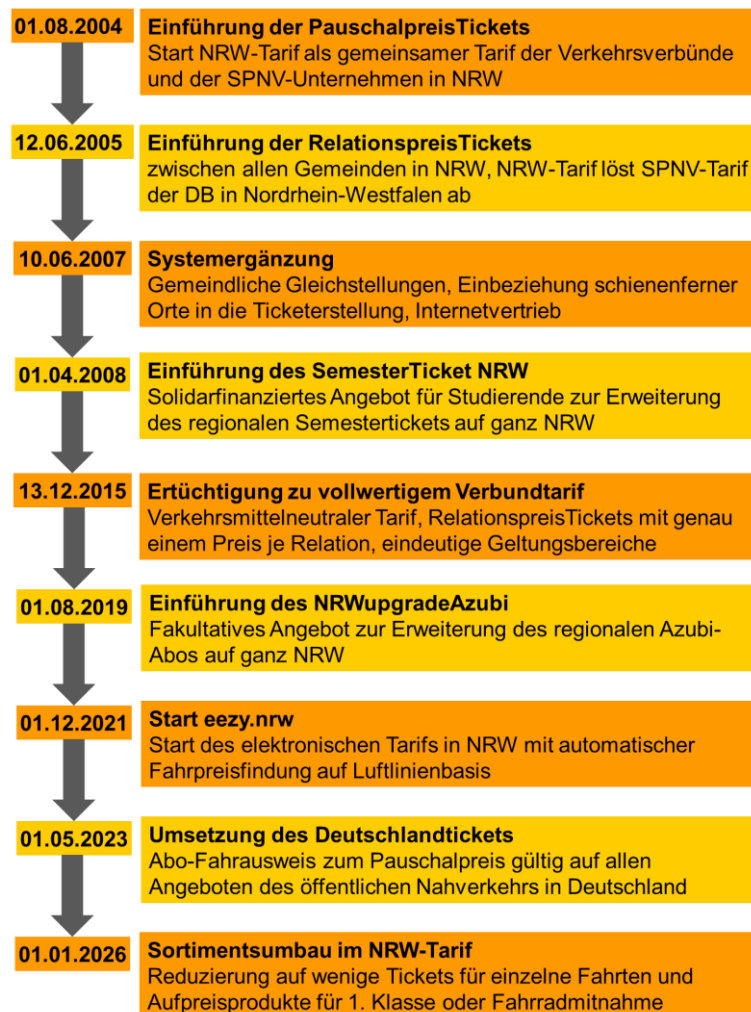 01.08.2004
Einführung der PauschalpreisTickets
Start NRW-Tarif als gemeinsamer Tarif der Verkehrsverbünde
und der SPNV-Unternehmen in NRW
12.06.2005
Einführung der RelationspreisTickets
zwischen allen Gemeinden in NRW, NRW-Tarif löst SPNV-Tarif
der DB in Nordrhein-Westfalen ab
10.06.2007
Systemergänzung
Gemeindliche Gleichstellungen, Einbeziehung schienenferner
Orte in die Ticketerstellung, Internetvertrieb
01.04.2008
Einführung des SemesterTicket NRW
Solidarfinanziertes Angebot für Studierende zur Erweiterung
des regionalen Semestertickets auf ganz NRW
13.12.2015
Ertüchtigung zu vollwertigem Verbundtarif
Verkehrsmittelneutraler Tarif, RelationspreisTickets mit genau
einem Preis je Relation, eindeutige Geltungsbereiche
01.08.2019
Einführung des NRWupgradeAzubi
Fakultatives Angebot zur Erweiterung des regionalen Azubi-
Abos auf ganz NRW
01.12.2021
Start eezy.nrw
Start des elektronischen Tarifs in NRW mit automatischer
Fahrpreisfindung auf Luftlinienbasis
01.05.2023
Umsetzung des Deutschlandtickets
Abo-Fahrausweis zum Pauschalpreis gültig auf allen
Angeboten des öffentlichen Nahverkehrs in Deutschland
01.01.2026
Sortimentsumbau im NRW-Tarif
Reduzierung auf wenige Tickets für einzelne Fahrten und
Aufpreisprodukte für 1. Klasse oder Fahrradmitnahme